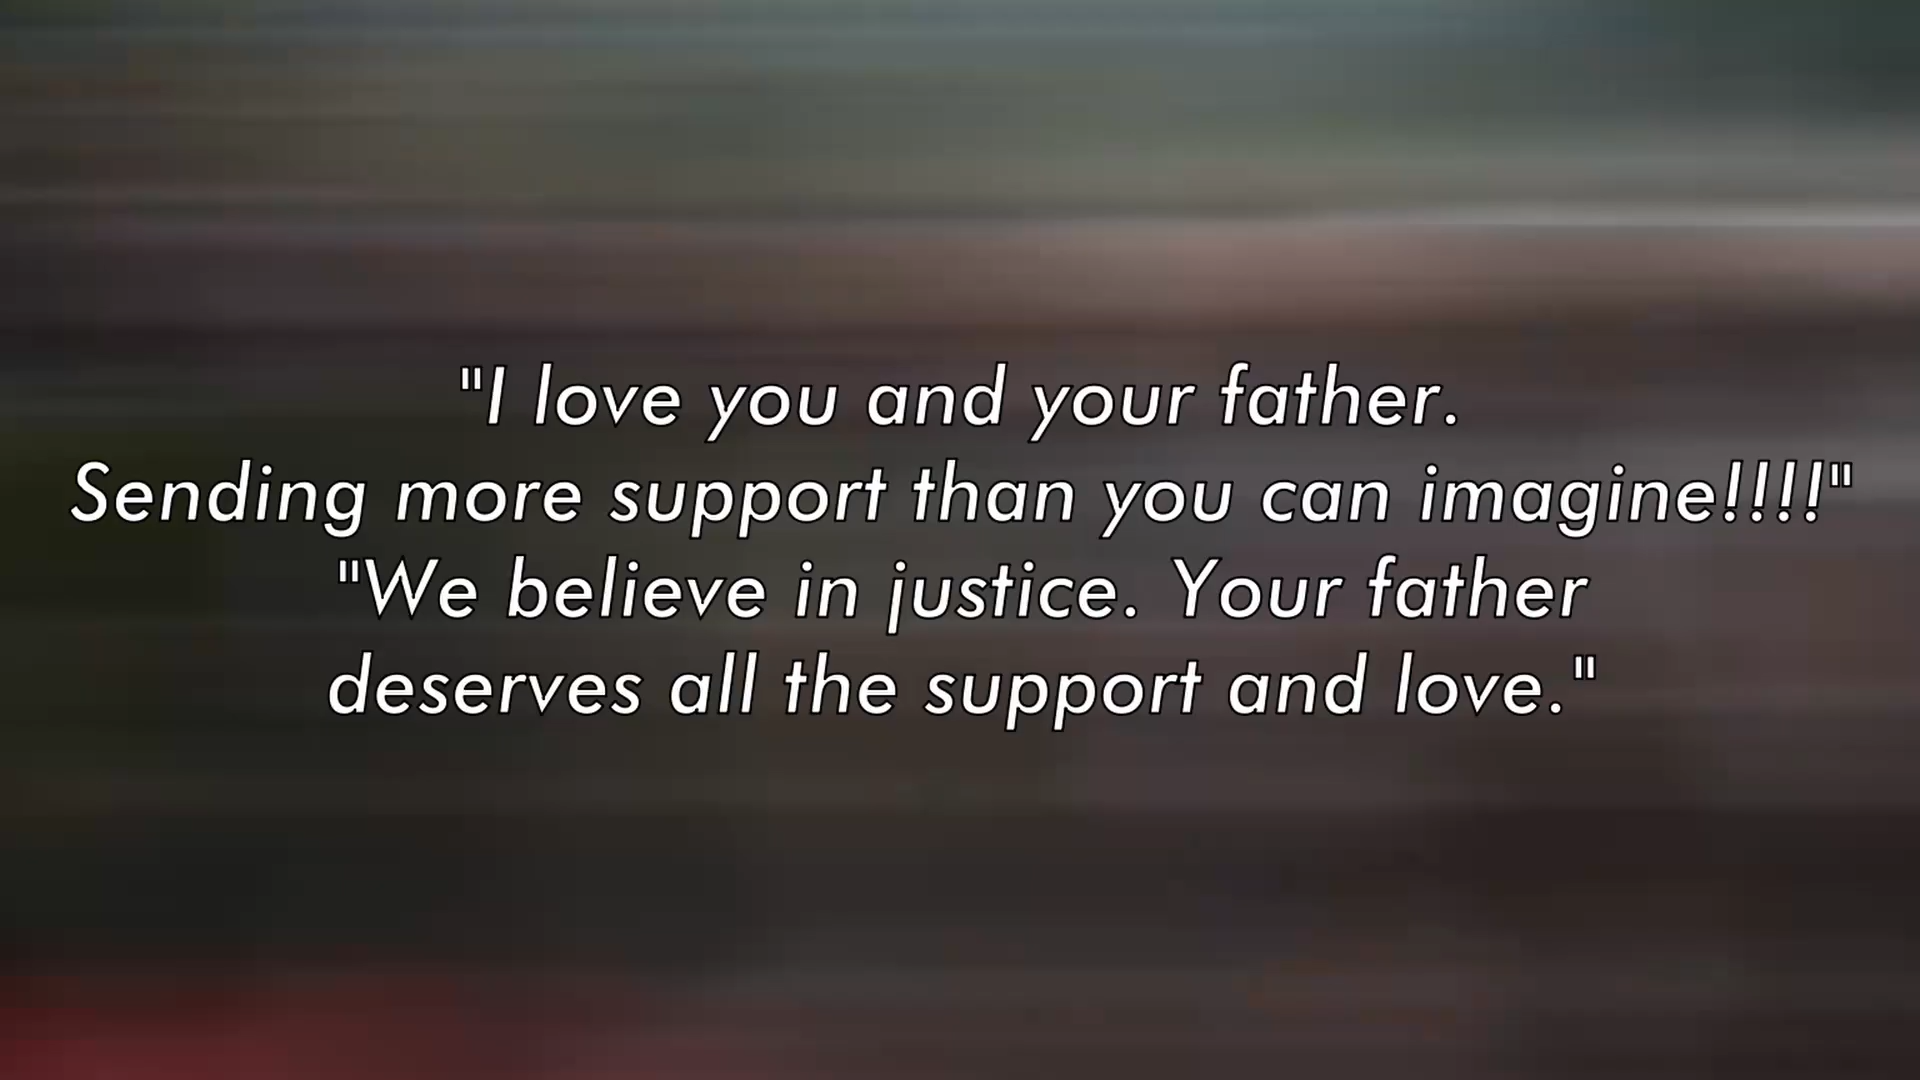 "I love you and your father.
Sending more support than you can imagine!!!!"
"We believe in justice. Your father
deserves all the support and love."